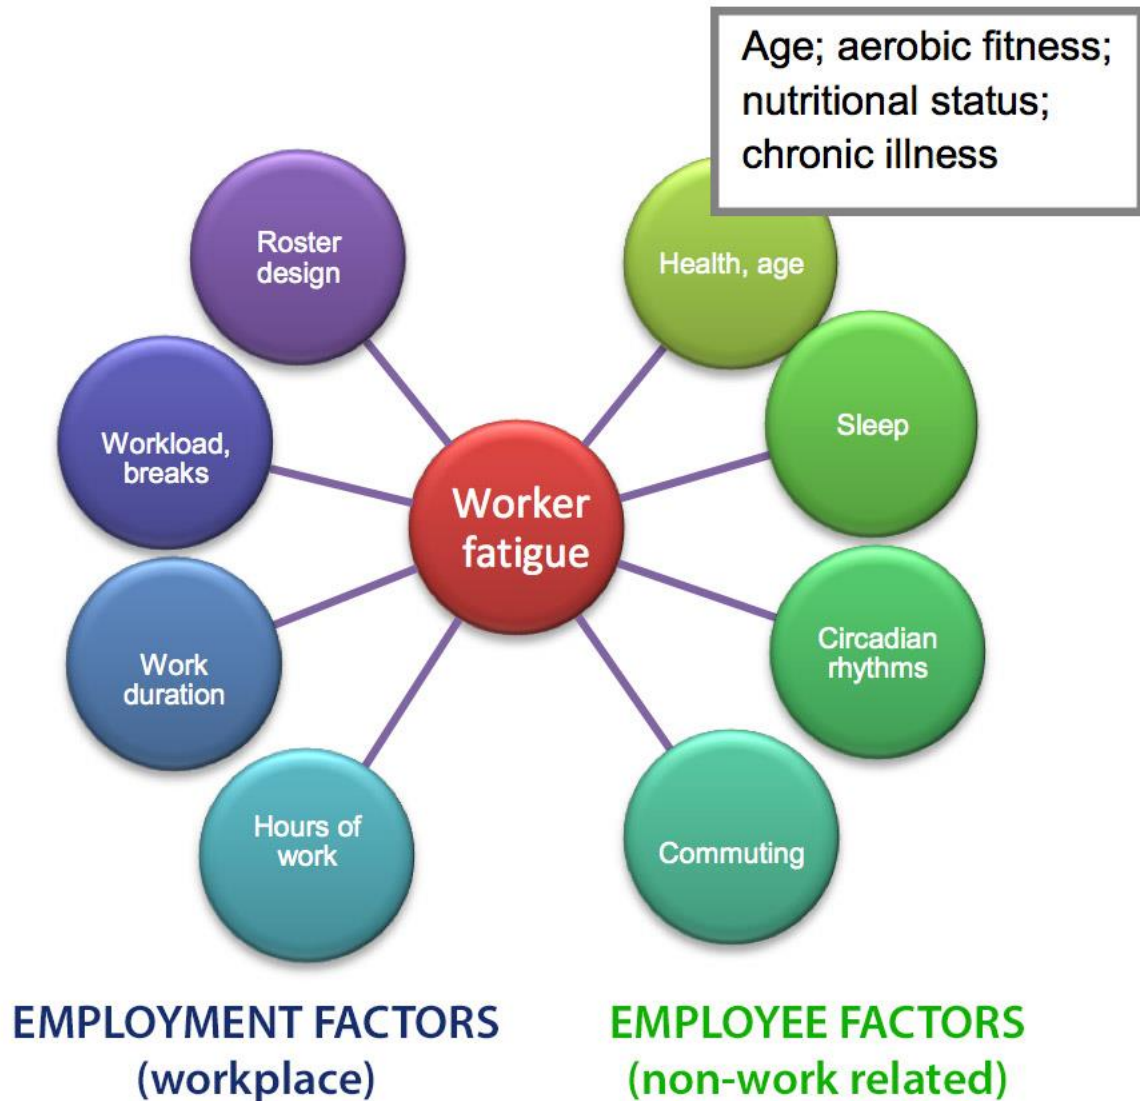 Age; aerobic fitness;
nutritional status;
chronic illness
Roster
design
Health, age
Workload,
breaks
Sleep
Worker
fatigue
Work
duration
Circadian
rhythms
Hours of
work
Commuting
EMPLOYMENT FACTORS
(workplace)
EMPLOYEE FACTORS
(non-work related)